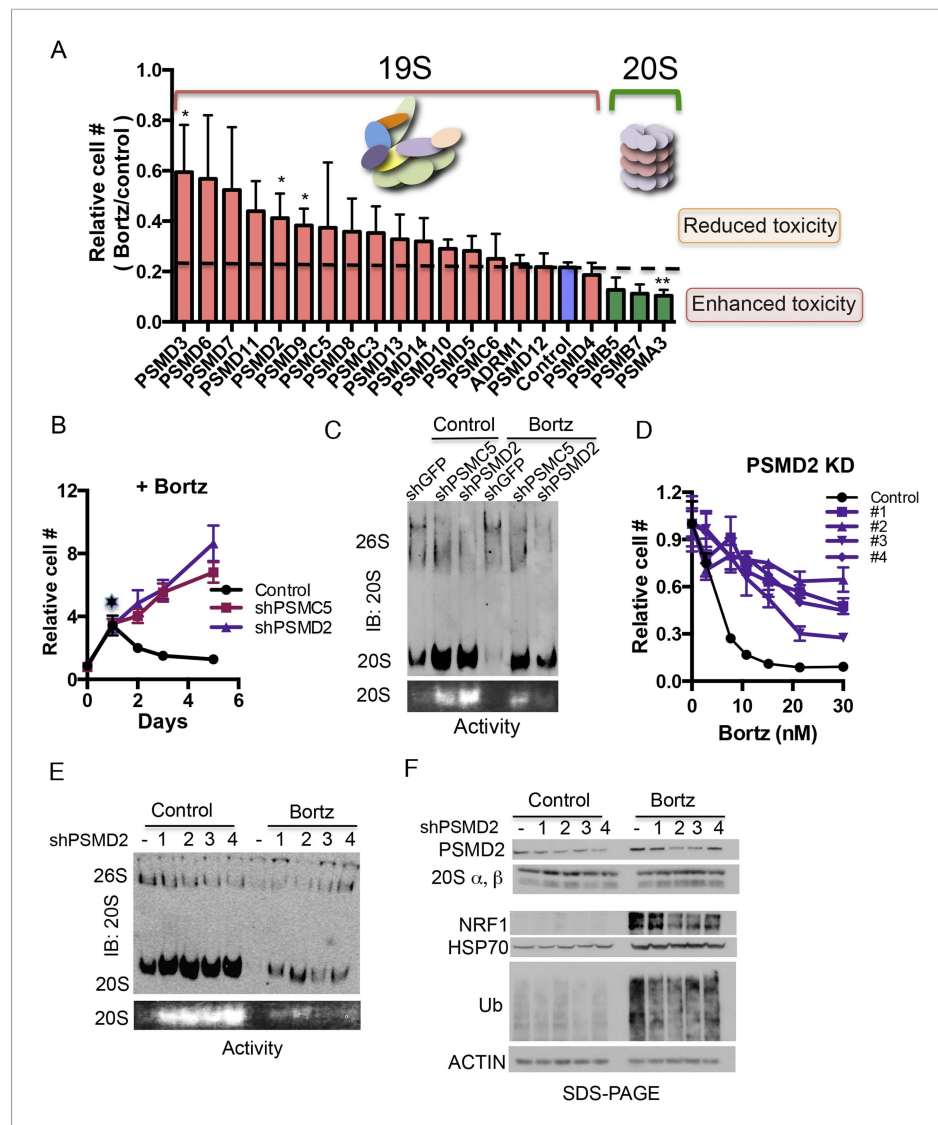 A
19S
20S
Relative cell #
( Bortz/control )
1.0
0.8
0.6
0.4
0.2
0.0
*
*
*
**
Reduced toxicity
Enhanced toxicity
PSMD3
PSMD6
PSMD7
PSMD11
PSMD2
PSMD9
PSMC5
PSMD8
PSMC3
PSMD13
PSMD14
PSMD10
PSMD5
PSMC6
ADRM1
PSMD12
Control
PSMD4
PSMB5
PSMB7
PSMA3
B
+ Bortz
Relative cell #
12
8
4
0
Control
shPSMC5
shPSMD2
0
2
4
6
Days
C
Control
Bortz
shGFP
shPSMC5
shPSMD2
shGFP
shPSMC5
shPSMD2
26S
IB: 20S
20S
20S
Activity
D
PSMD2 KD
Relative cell #
1.2
0.9
0.6
0.3
0.0
Control
#1
#2
#3
#4
0
10
20
30
Bortz (nM)
E
Control
Bortz
shPSMD2
- 1 2 3 4
- 1 2 3 4
26S
IB: 20S
20S
20S
Activity
F
Control
Bortz
shPSMD2
- 1 2 3 4
- 1 2 3 4
PSMD2
20S α, β
NRF1
HSP70
Ub
ACTIN
SDS-PAGE